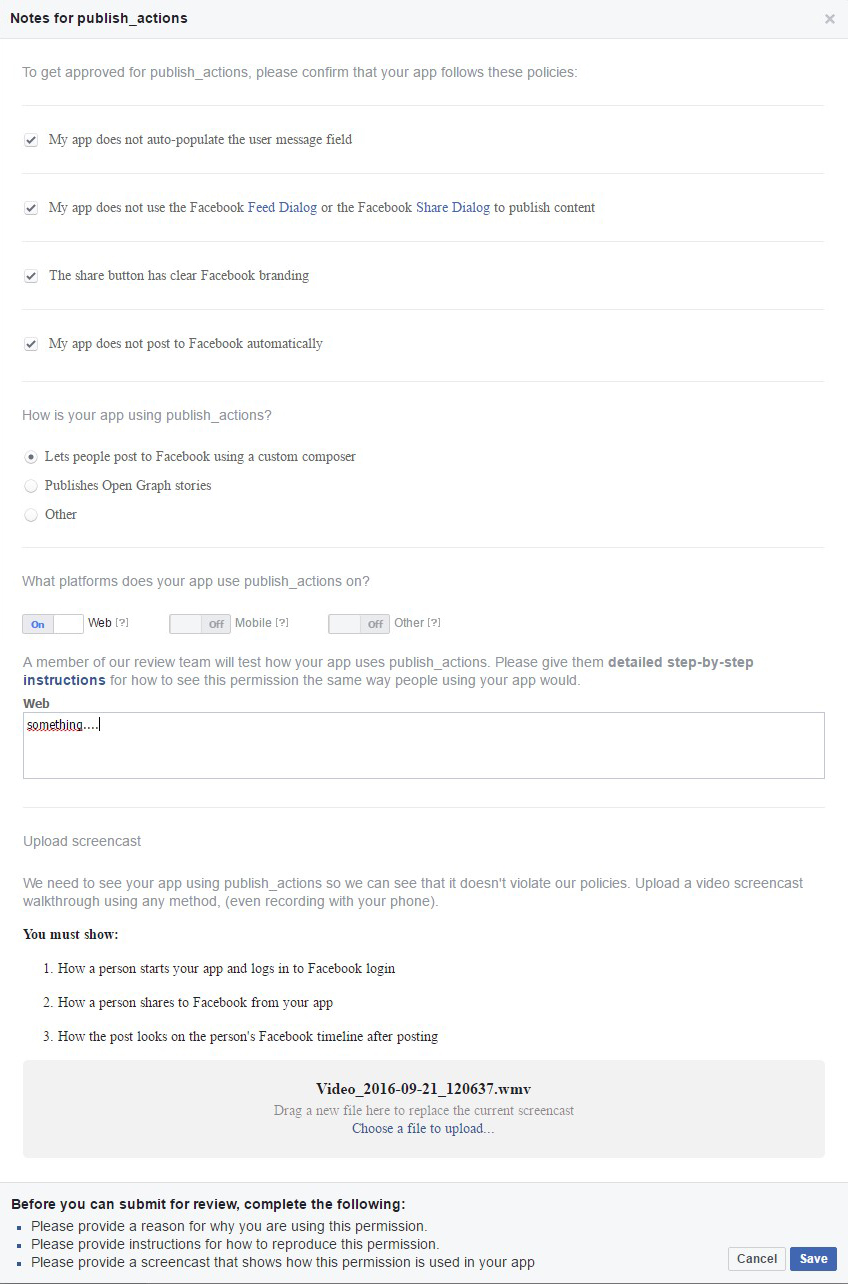 Notes for publish_actions ×
To get approved for publish_actions, please confirm that your app follows these policies:
My app does not auto-populate the user message field
My app does not use the Facebook Feed Dialog or the Facebook Share Dialog to publish content
The share button has clear Facebook branding
My app does not post to Facebook automatically
How is your app using publish_actions?
Lets people post to Facebook using a custom composer
Publishes Open Graph stories
Other
What platforms does your app use publish_actions on?
On Web [?] Off Mobile [?] Off Other [?]
A member of our review team will test how your app uses publish_actions. Please give them detailed step-by-step
instructions for how to see this permission the same way people using your app would.
Web
something....
Upload screencast
We need to see your app using publish_actions so we can see that it doesn't violate our policies. Upload a video screencast
walkthrough using any method, (even recording with your phone).
You must show:
1. How a person starts your app and logs in to Facebook login
2. How a person shares to Facebook from your app
3. How the post looks on the person's Facebook timeline after posting
Video_2016-09-21_120637.wmv
Drag a new file here to replace the current screencast
Choose a file to upload...
Before you can submit for review, complete the following:
Please provide a reason for why you are using this permission.
Please provide instructions for how to reproduce this permission.
Please provide a screencast that shows how this permission is used in your app
Cancel Save